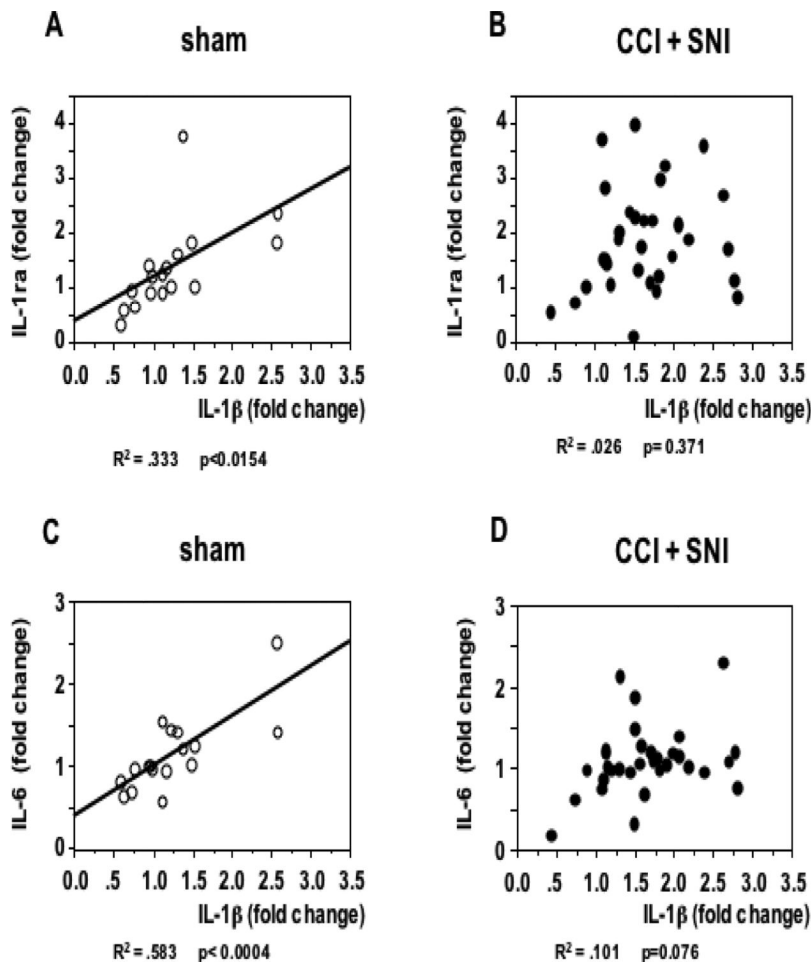 A
sham
IL-1ra (fold change)
4
3
2
1
0
0.0 .5 1.0 1.5 2.0 2.5 3.0 3.5
IL-1β (fold change)
R² = .333 p<0.0154
B
CCI + SNI
IL-1ra (fold change)
4
3
2
1
0
0.0 .5 1.0 1.5 2.0 2.5 3.0 3.5
IL-1β (fold change)
R² = .026 p= 0.371
C
sham
IL-6 (fold change)
3
2
1
0
0.0 .5 1.0 1.5 2.0 2.5 3.0 3.5
IL-1β (fold change)
R² = .583 p< 0.0004
D
CCI + SNI
IL-6 (fold change)
3
2
1
0
0.0 .5 1.0 1.5 2.0 2.5 3.0 3.5
IL-1β (fold change)
R² = .101 p=0.076